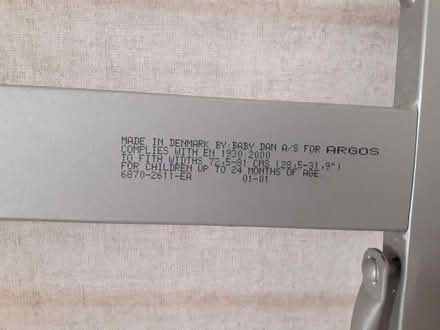 MADE IN DENMARK BY BABY DAN A/S FOR ARGOS
COMPLIES WITH EN 1930,2000
TO FITH WIDTHS 72,5-81 CMS (28,5-31,9")
FOR CHILDREN UP TO 24 MONTHS OF AGE
6870-2611-EA 01-01